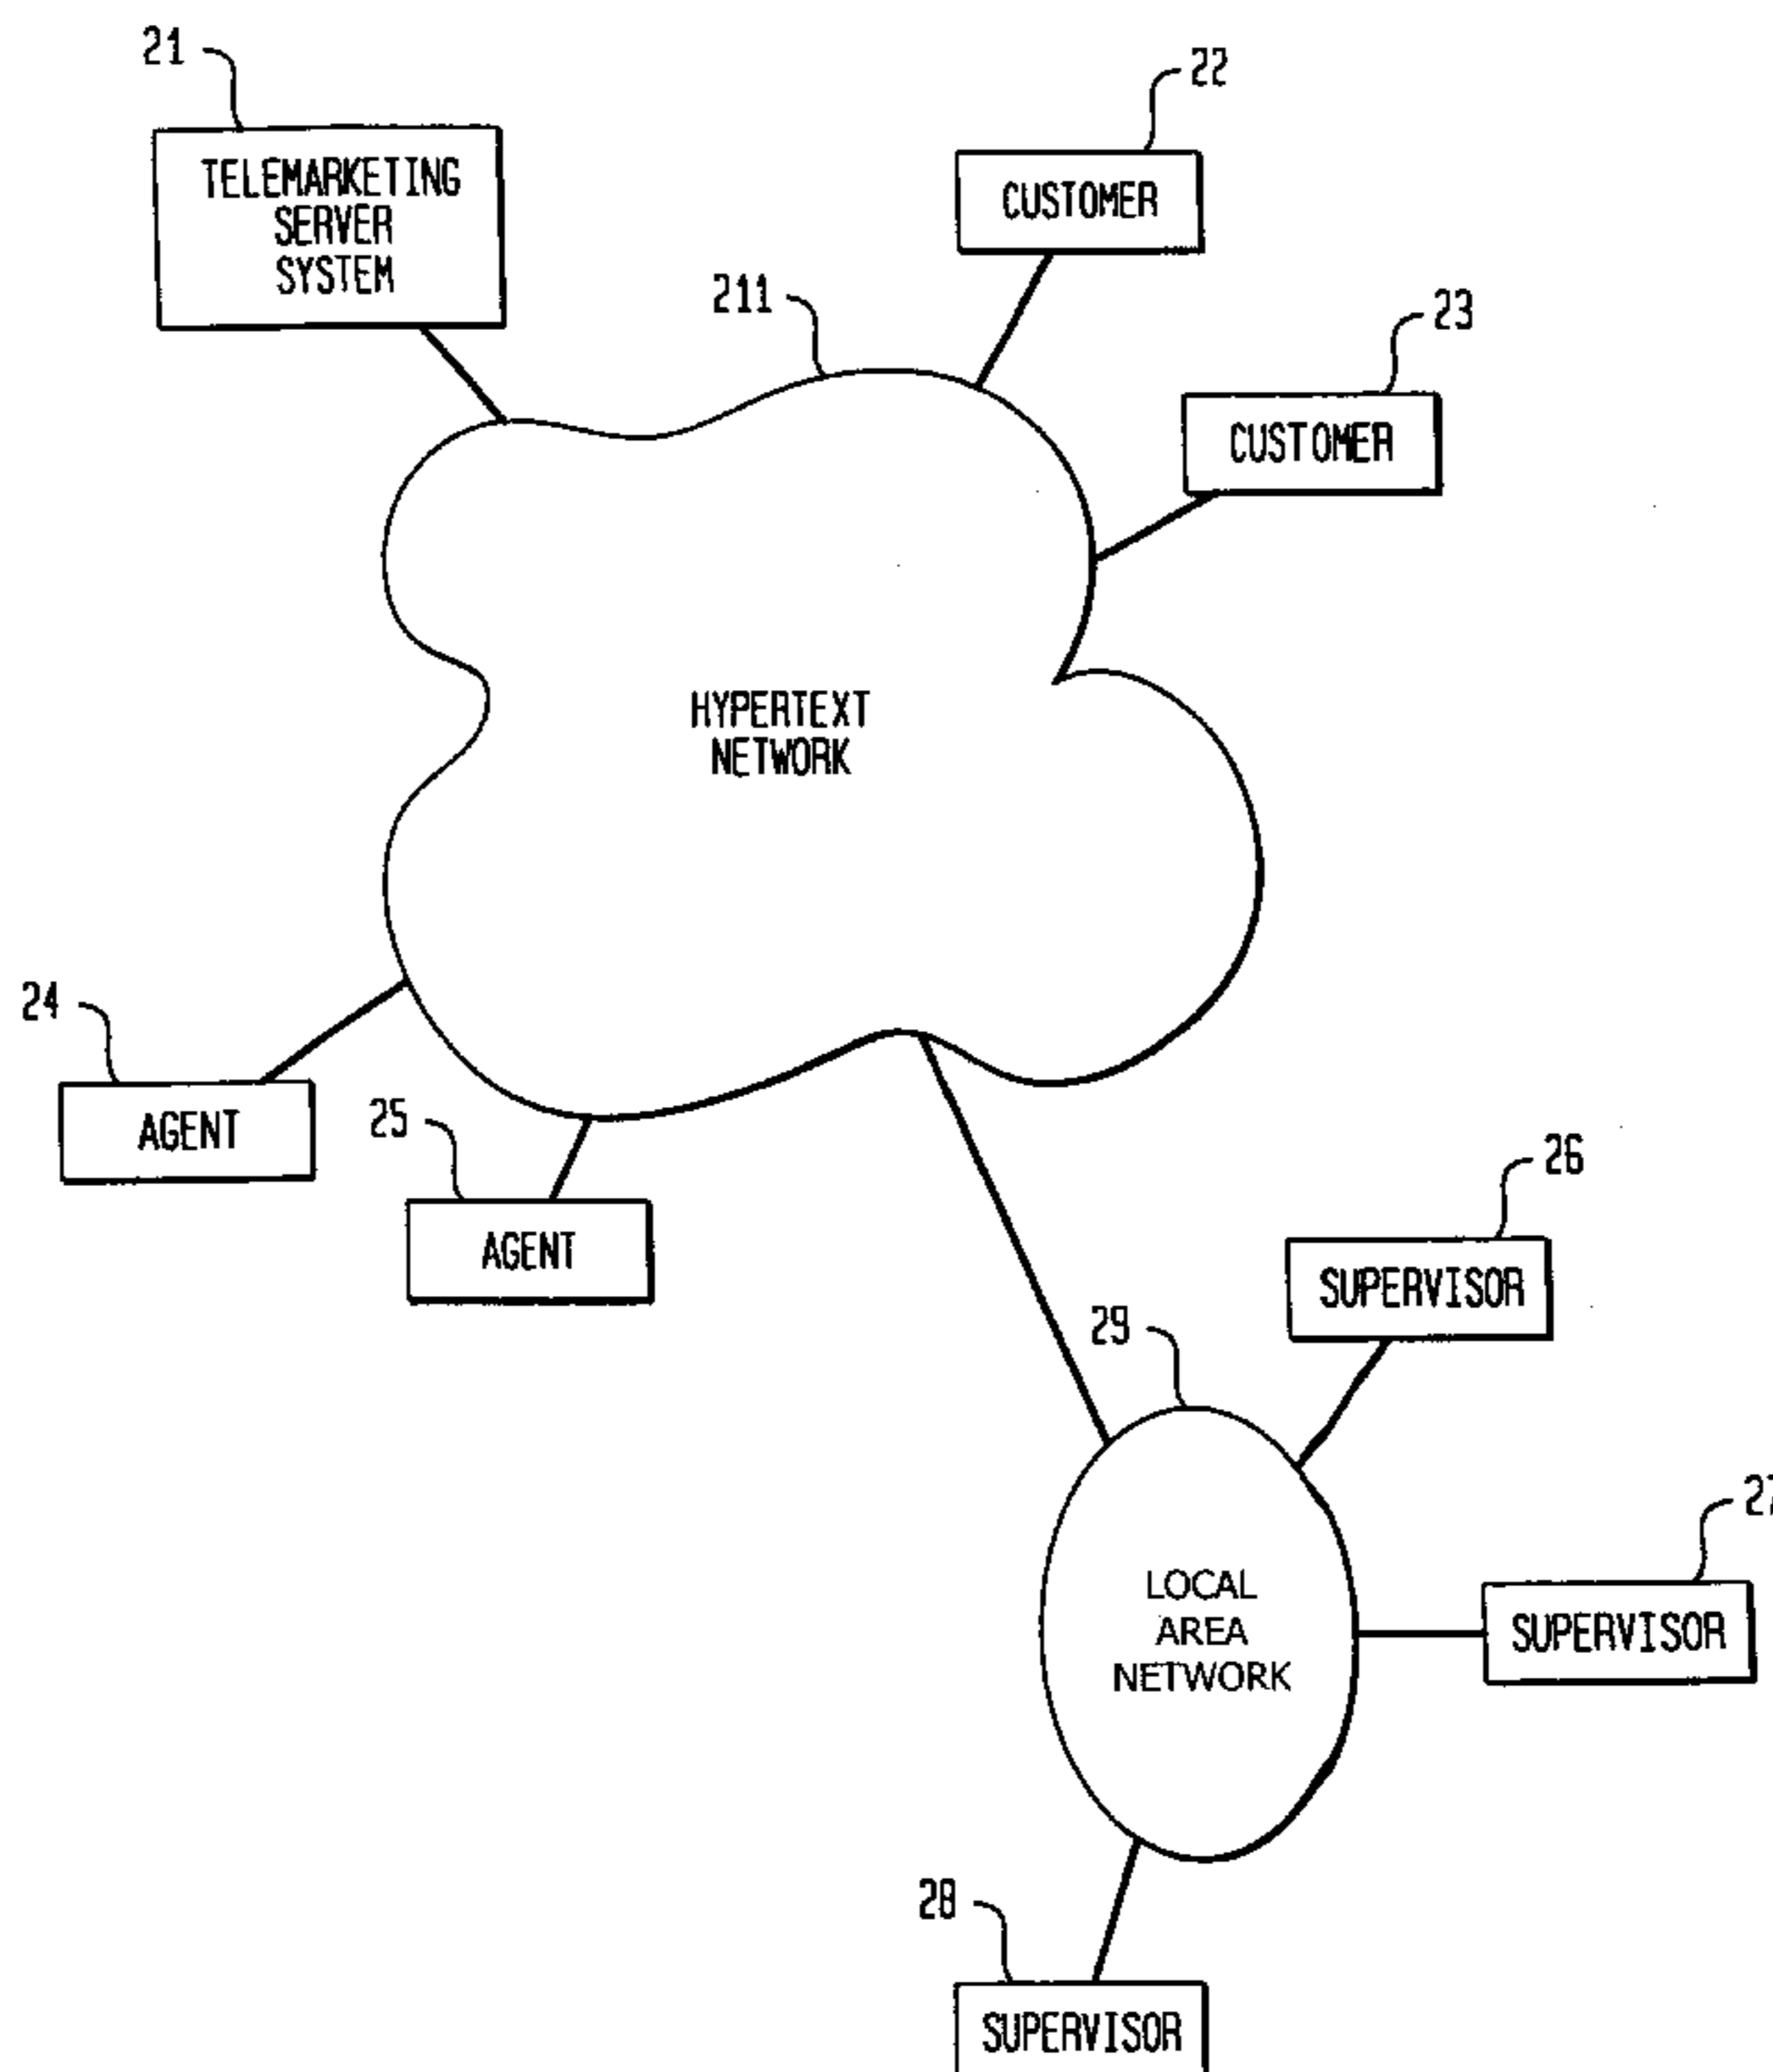 21
TELEMARKETING
SERVER
SYSTEM
22
CUSTOMER
211
23
CUSTOMER
HYPERTEXT
NETWORK
24
AGENT
25
AGENT
26
SUPERVISOR
29
27
SUPERVISOR
LOCAL
AREA
NETWORK
28
SUPERVISOR